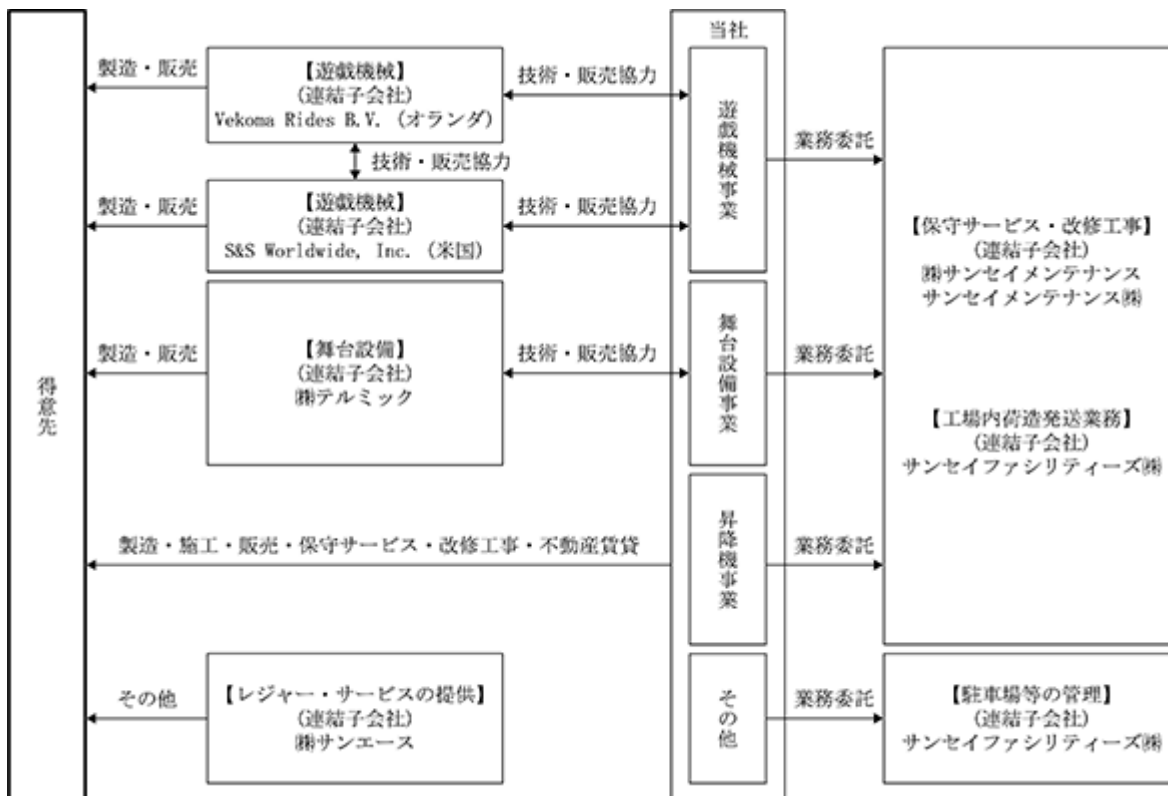 当社
製造・販売
【遊戯機械】
(連結子会社)
Vekoma Rides B.V. (オランダ)
技術・販売協力
遊戯機械事業
業務委託
技術・販売協力
製造・販売
【遊戯機械】
(連結子会社)
S&S Worldwide, Inc. (米国)
技術・販売協力
【保守サービス・改修工事】
(連結子会社)
㈱サンセイメンテナンス
サンセイメンテナンス㈱
得意先
製造・販売
【舞台設備】
(連結子会社)
㈱テルミック
技術・販売協力
舞台設備事業
業務委託
【工場内荷造発送業務】
(連結子会社)
サンセイファシリティーズ㈱
製造・施工・販売・保守サービス・改修工事・不動産賃貸
昇降機事業
業務委託
その他
【レジャー・サービスの提供】
(連結子会社)
㈱サンエース
その他
業務委託
【駐車場等の管理】
(連結子会社)
サンセイファシリティーズ㈱